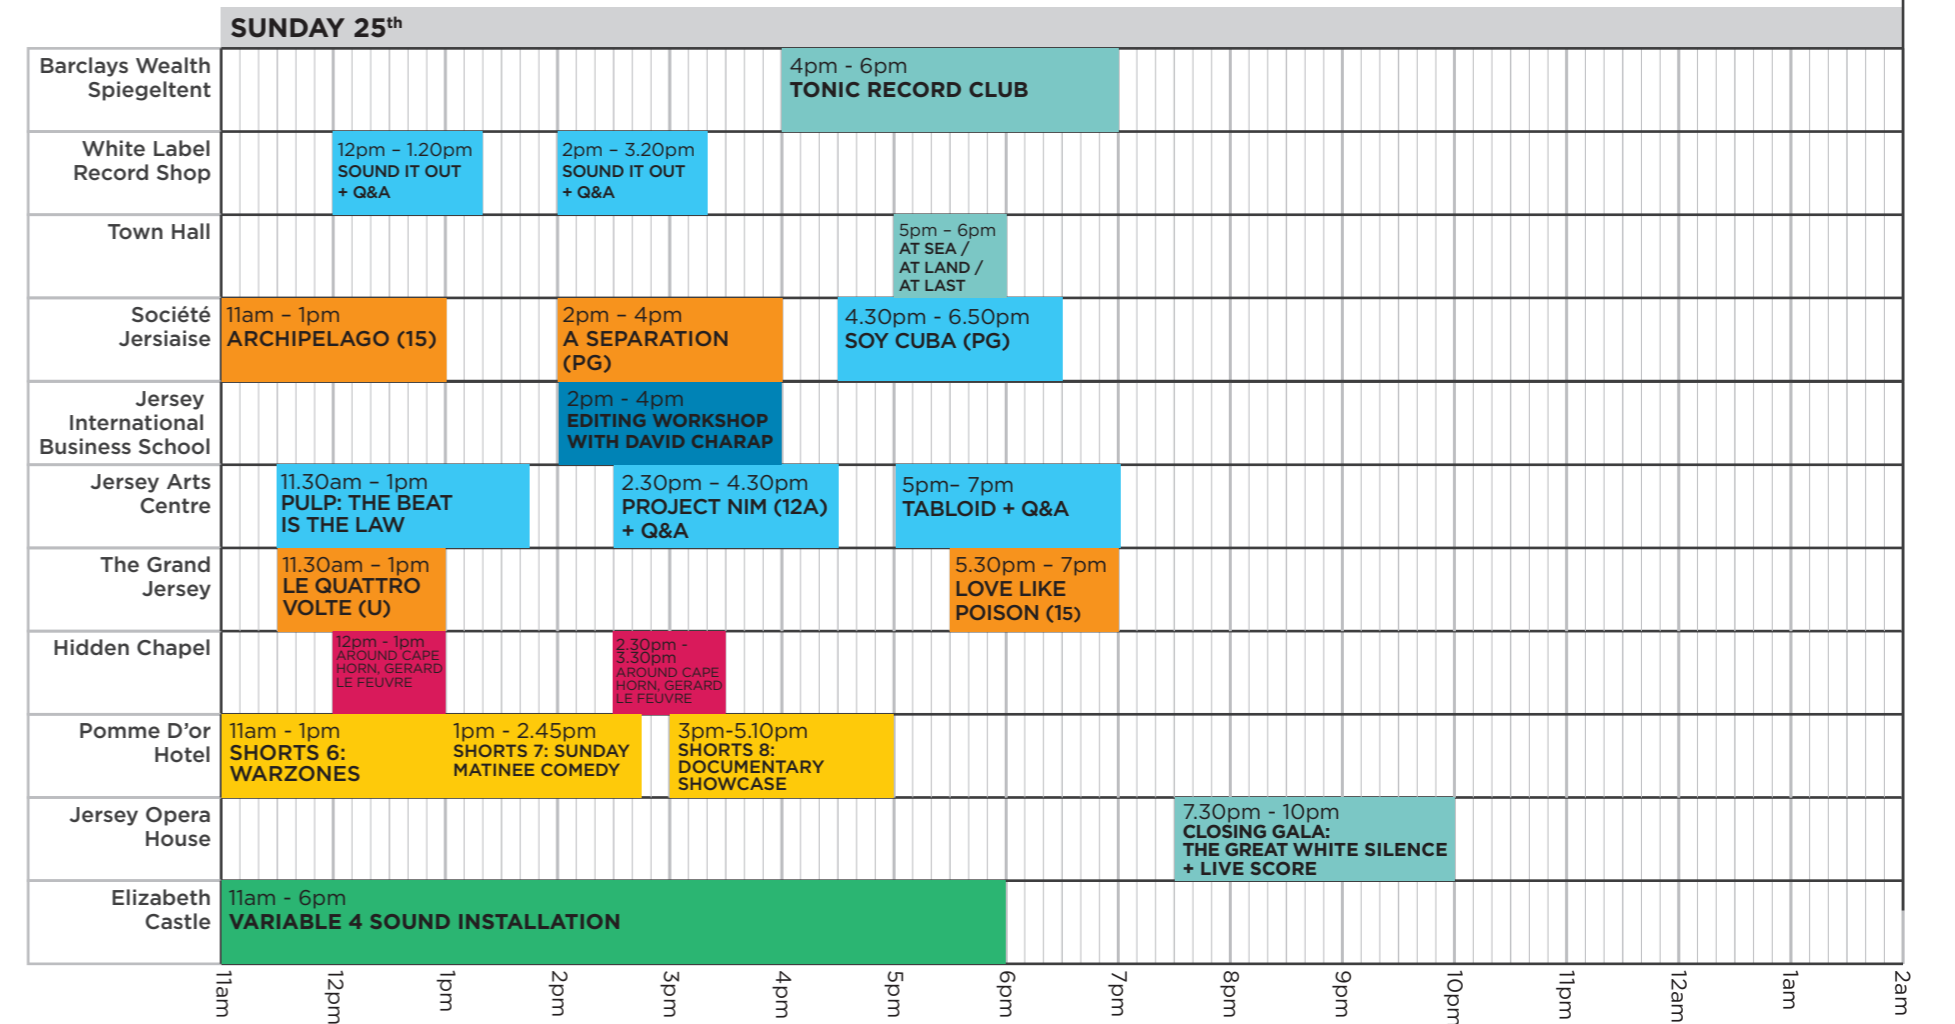 SUNDAY 25th
Barclays Wealth
Spiegeltent
4pm - 6pm
TONIC RECORD CLUB
White Label
Record Shop
12pm – 1.20pm
SOUND IT OUT
+ Q&A
2pm – 3.20pm
SOUND IT OUT
+ Q&A
Town Hall
5pm – 6pm
AT SEA /
AT LAND /
AT LAST
Société
Jersiaise
11am – 1pm
ARCHIPELAGO (15)
2pm – 4pm
A SEPARATION
(PG)
4.30pm - 6.50pm
SOY CUBA (PG)
Jersey
International
Business School
2pm - 4pm
EDITING WORKSHOP
WITH DAVID CHARAP
Jersey Arts
Centre
11.30am – 1pm
PULP: THE BEAT
IS THE LAW
2.30pm – 4.30pm
PROJECT NIM (12A)
+ Q&A
5pm– 7pm
TABLOID + Q&A
The Grand
Jersey
11.30am – 1pm
LE QUATTRO
VOLTE (U)
5.30pm – 7pm
LOVE LIKE
POISON (15)
Hidden Chapel
12pm - 1pm
AROUND CAPE
HORN, GERARD
LE FEUVRE
2.30pm -
3.30pm
AROUND CAPE
HORN, GERARD
LE FEUVRE
Pomme D’or
Hotel
11am - 1pm
SHORTS 6:
WARZONES
1pm - 2.45pm
SHORTS 7: SUNDAY
MATINEE COMEDY
3pm-5.10pm
SHORTS 8:
DOCUMENTARY
SHOWCASE
Jersey Opera
House
7.30pm - 10pm
CLOSING GALA:
THE GREAT WHITE SILENCE
+ LIVE SCORE
Elizabeth
Castle
11am - 6pm
VARIABLE 4 SOUND INSTALLATION
11am
12pm
1pm
2pm
3pm
4pm
5pm
6pm
7pm
8pm
9pm
10pm
11pm
12am
1am
2am